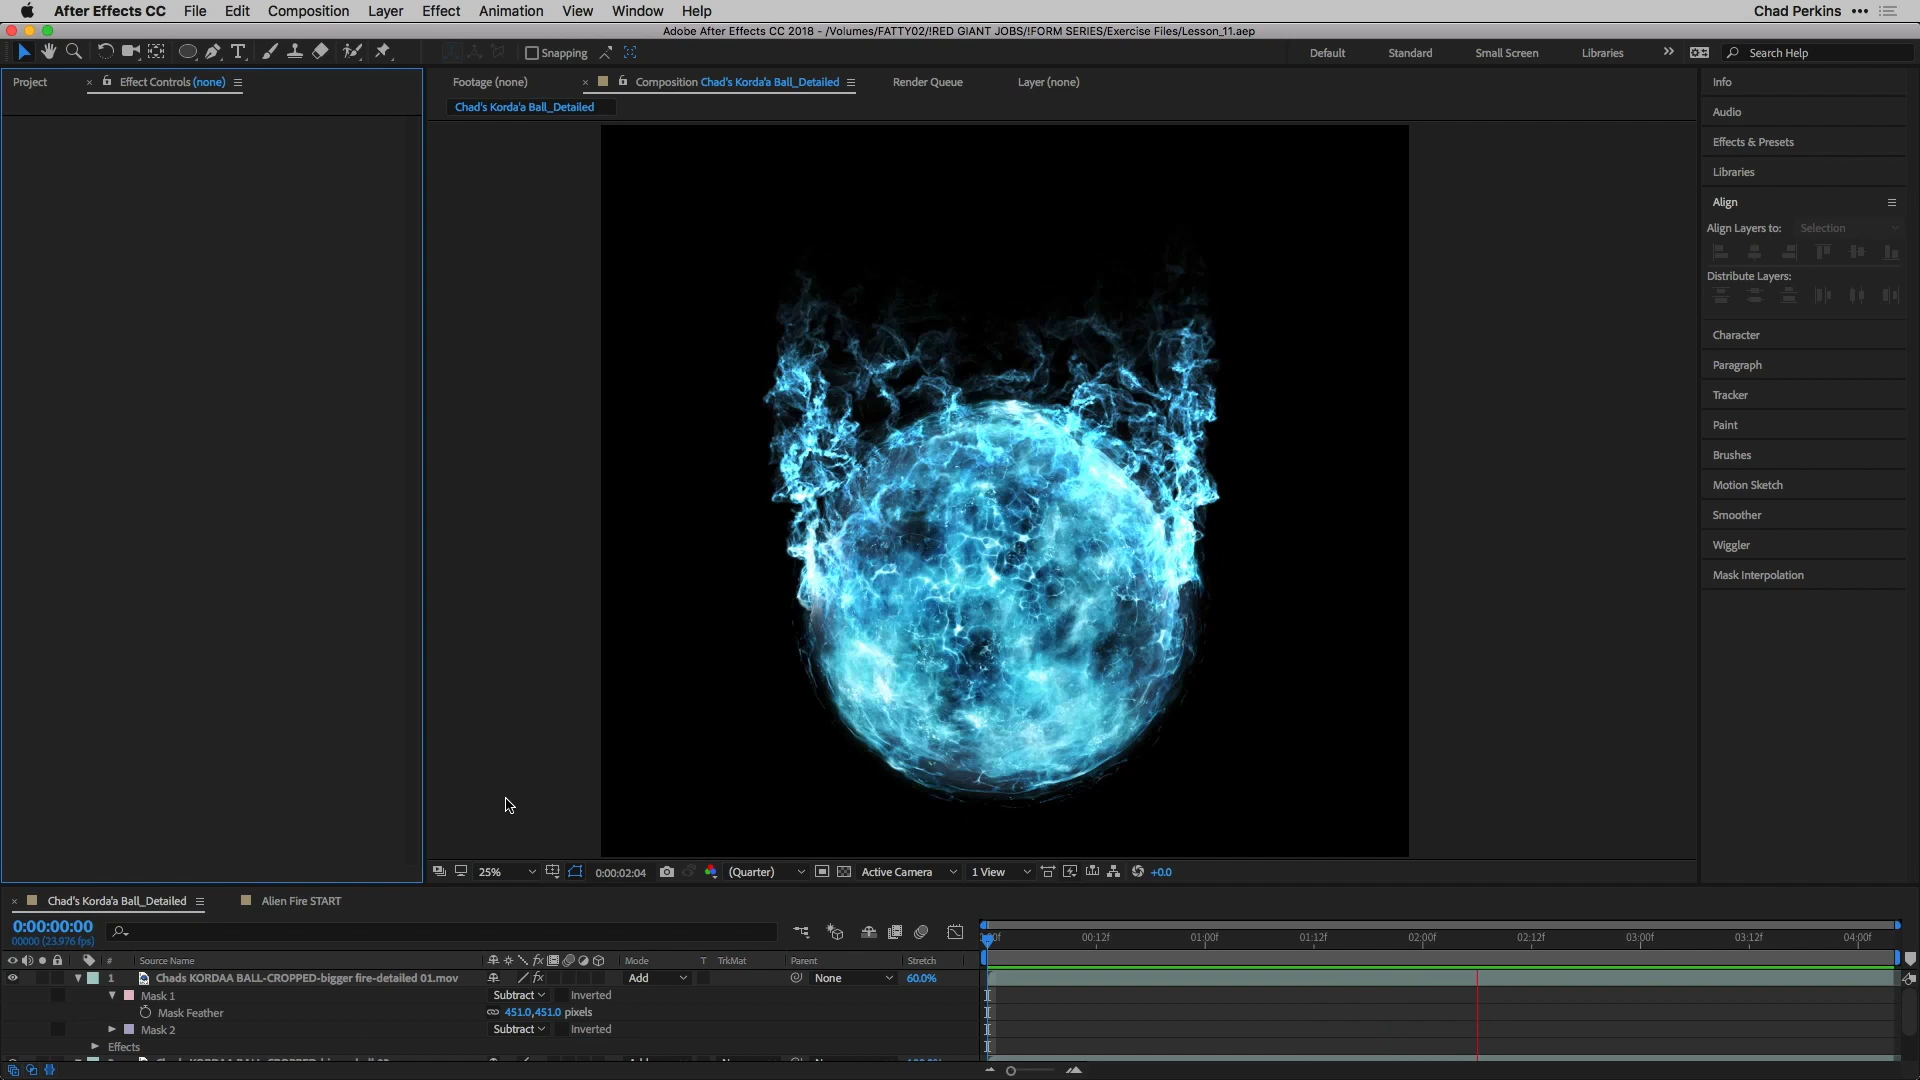 After Effects CC File Edit Composition Layer Effect Animation View Window Help Chad Perkins
Adobe After Effects CC 2018 - /Volumes/FATTY02/!RED GIANT JOBS/!FORM SERIES/Exercise Files/Lesson_11.aep
Snapping Default Standard Small Screen Libraries Search Help
Project Effect Controls (none) Footage (none) Composition Chad's Korda'a Ball_Detailed Render Queue Layer (none)
Chad's Korda'a Ball_Detailed
Info
Audio
Effects & Presets
Libraries
Align
Align Layers to: Selection
Distribute Layers:
Character
Paragraph
Tracker
Paint
Brushes
Motion Sketch
Smoother
Wiggler
Mask Interpolation
25% 0:00:02:04 (Quarter) Active Camera 1 View +0.0
Chad's Korda'a Ball_Detailed Alien Fire START
0:00:00:00
00000 (23.976 fps)
00:12f 01:00f 01:12f 02:00f 02:12f 03:00f 03:12f 04:00f
# Source Name Mode T TrkMat Parent Stretch
1 Chads KORDAA BALL-CROPPED-bigger fire-detailed 01.mov Add None 60.0%
Mask 1 Subtract Inverted
Mask Feather 451.0,451.0 pixels
Mask 2 Subtract Inverted
Effects